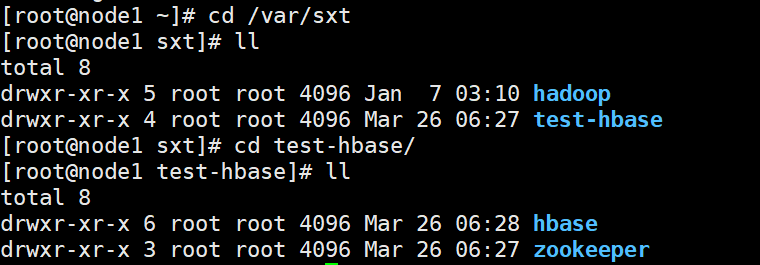 [root@node1 ~]# cd /var/sxt
[root@node1 sxt]# ll
total 8
drwxr-xr-x 5 root root 4096 Jan  7 03:10 hadoop
drwxr-xr-x 4 root root 4096 Mar 26 06:27 test-hbase
[root@node1 sxt]# cd test-hbase/
[root@node1 test-hbase]# ll
total 8
drwxr-xr-x 6 root root 4096 Mar 26 06:28 hbase
drwxr-xr-x 3 root root 4096 Mar 26 06:27 zookeeper